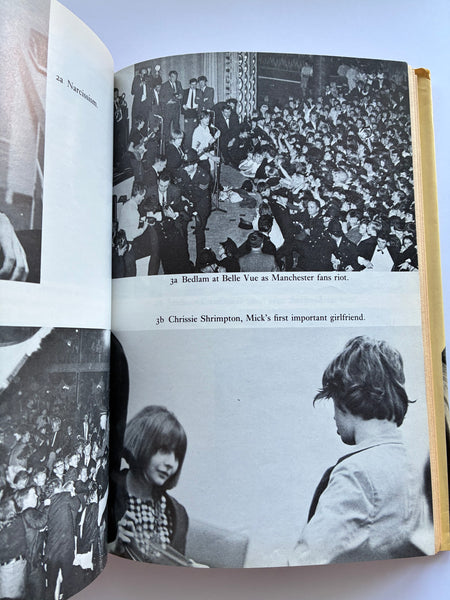 2a Narcissism.
3a Bedlam at Belle Vue as Manchester fans riot.
3b Chrissie Shrimpton, Mick's first important girlfriend.